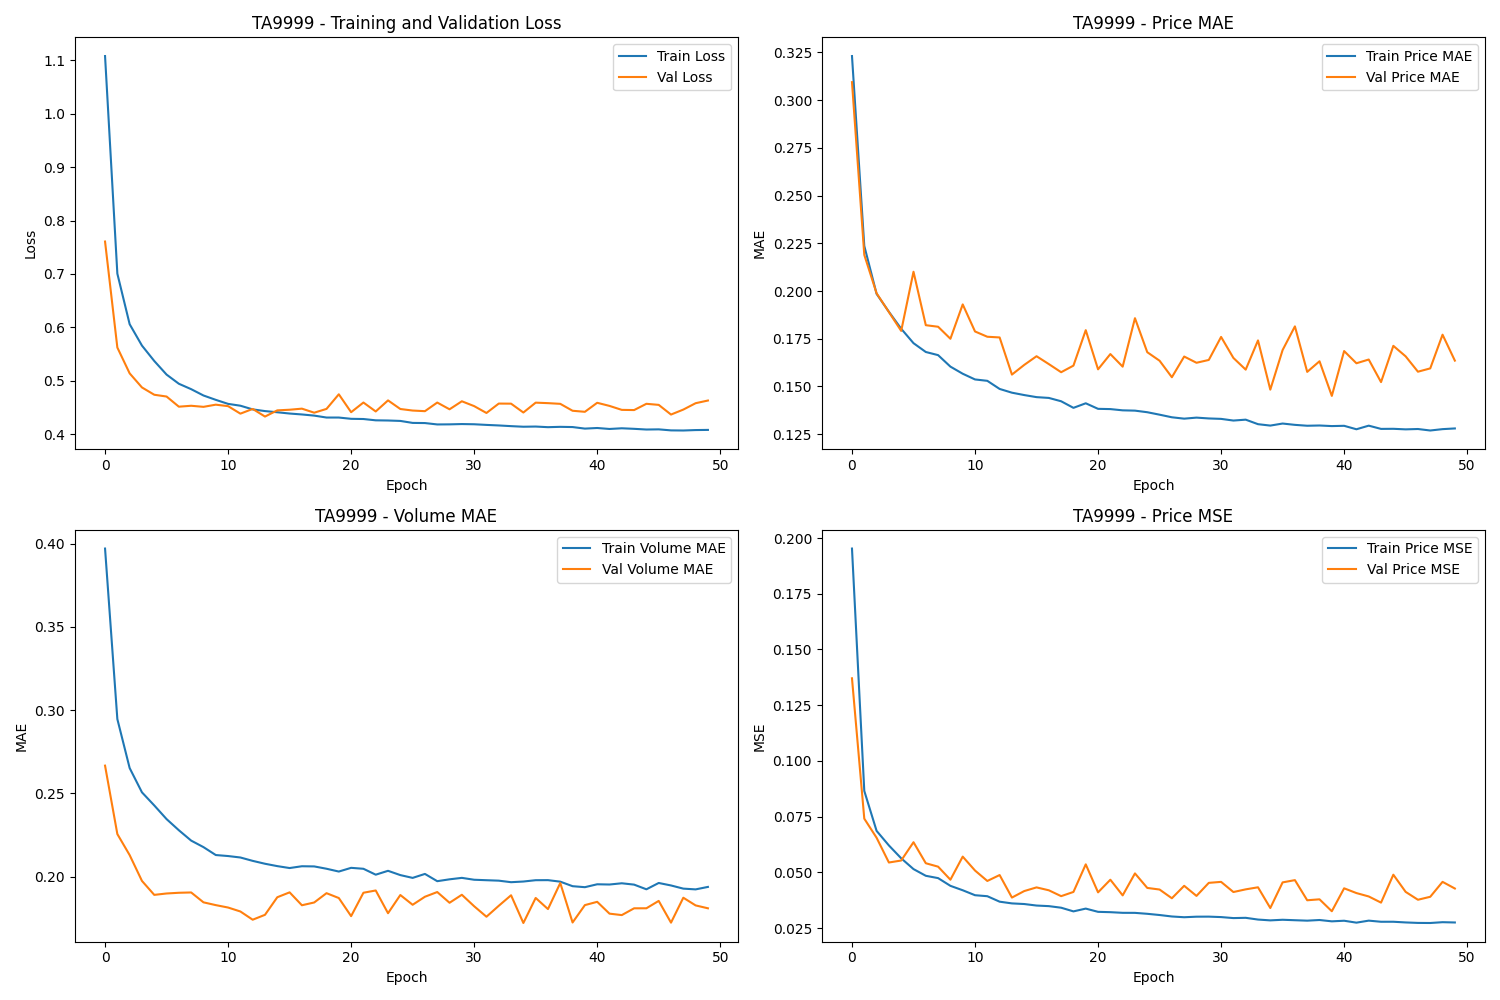 TA9999 - Training and Validation Loss
Train Loss
Val Loss
1.1
1.0
0.9
0.8
0.7
0.6
0.5
0.4
Loss
0 10 20 30 40 50
Epoch
TA9999 - Price MAE
Train Price MAE
Val Price MAE
0.325
0.300
0.275
0.250
0.225
0.200
0.175
0.150
0.125
MAE
0 10 20 30 40 50
Epoch
TA9999 - Volume MAE
Train Volume MAE
Val Volume MAE
0.40
0.35
0.30
0.25
0.20
MAE
0 10 20 30 40 50
Epoch
TA9999 - Price MSE
Train Price MSE
Val Price MSE
0.200
0.175
0.150
0.125
0.100
0.075
0.050
0.025
MSE
0 10 20 30 40 50
Epoch